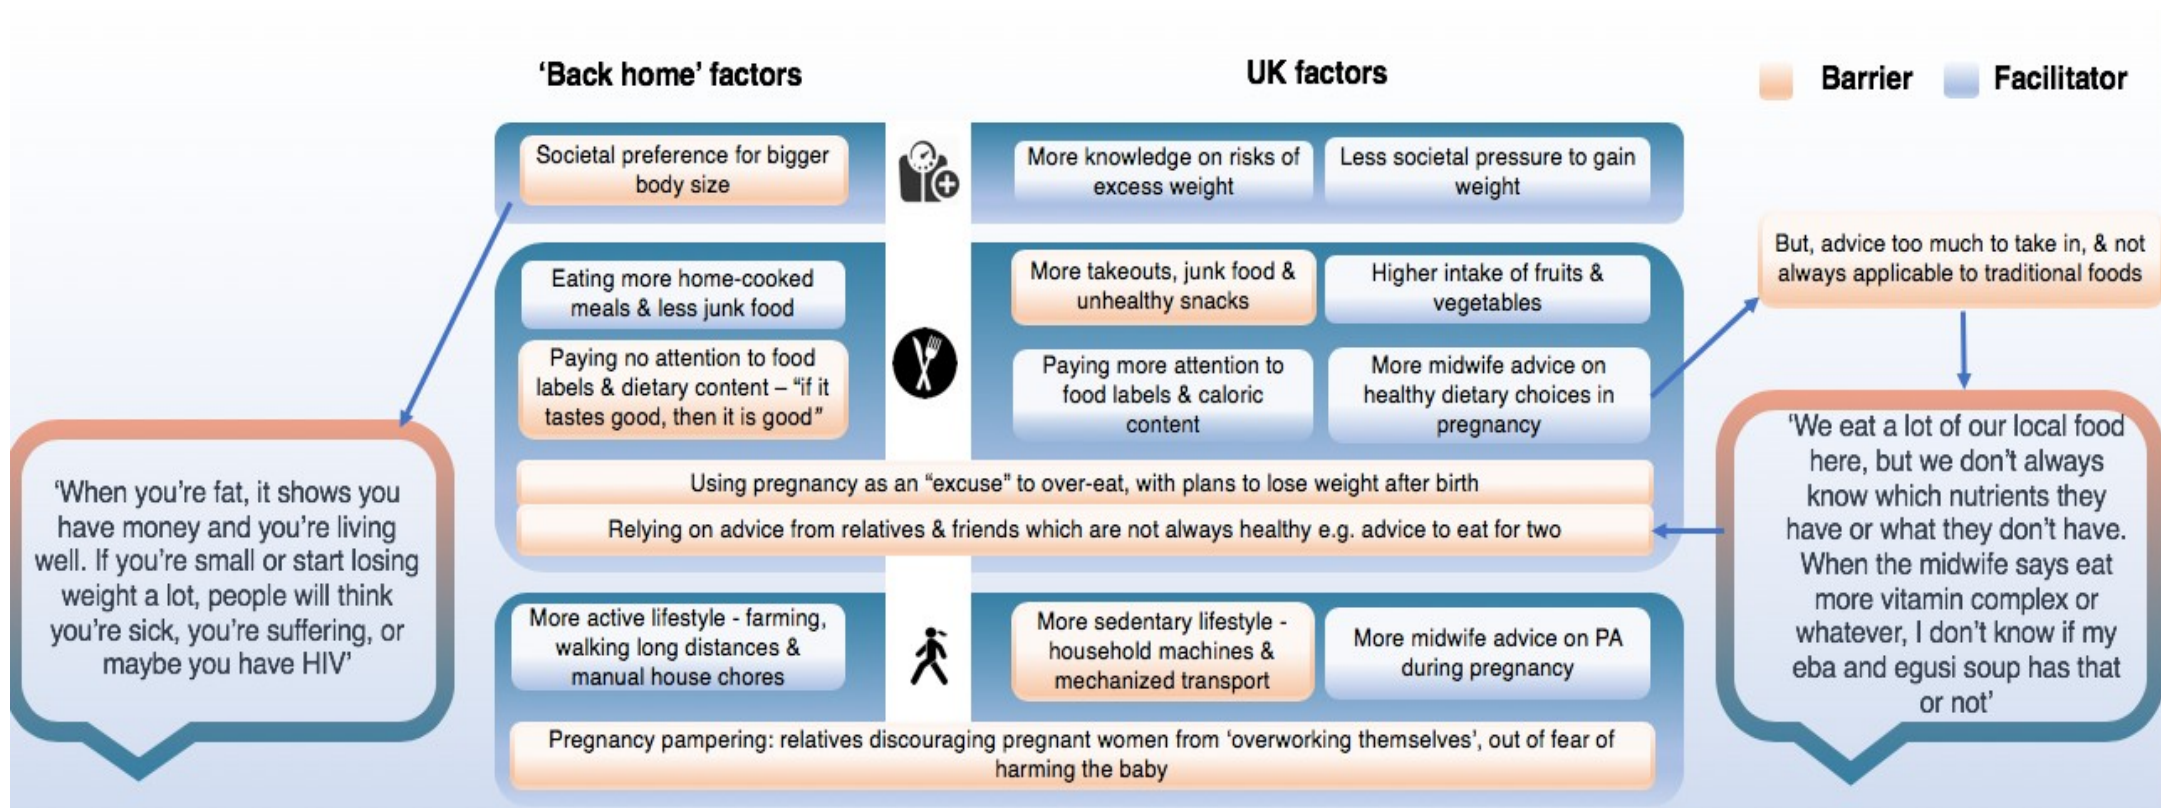 ‘Back home’ factors
UK factors
Barrier
Facilitator
Societal preference for bigger
body size
More knowledge on risks of
excess weight
Less societal pressure to gain
weight
Eating more home-cooked
meals & less junk food
Paying no attention to food
labels & dietary content – “if it
tastes good, then it is good”
More takeouts, junk food &
unhealthy snacks
Higher intake of fruits &
vegetables
Paying more attention to
food labels & caloric
content
More midwife advice on
healthy dietary choices in
pregnancy
But, advice too much to take in, & not
always applicable to traditional foods
Using pregnancy as an “excuse” to over-eat, with plans to lose weight after birth
Relying on advice from relatives & friends which are not always healthy e.g. advice to eat for two
‘When you’re fat, it shows you
have money and you’re living
well. If you’re small or start losing
weight a lot, people will think
you’re sick, you’re suffering, or
maybe you have HIV’
‘We eat a lot of our local food
here, but we don’t always
know which nutrients they
have or what they don’t have.
When the midwife says eat
more vitamin complex or
whatever, I don’t know if my
eba and egusi soup has that
or not’
More active lifestyle - farming,
walking long distances &
manual house chores
More sedentary lifestyle -
household machines &
mechanized transport
More midwife advice on PA
during pregnancy
Pregnancy pampering: relatives discouraging pregnant women from ‘overworking themselves’, out of fear of
harming the baby